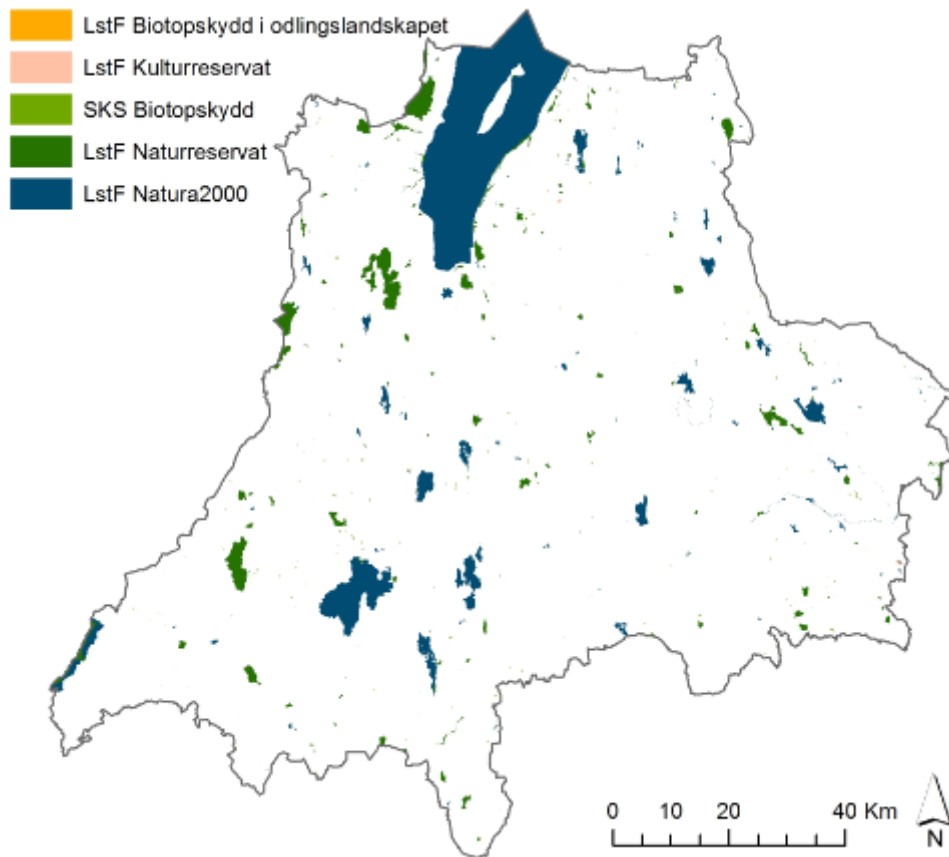 LstF Biotopskydd i odlingslandskapet
LstF Kulturreservat
SKS Biotopskydd
LstF Naturreservat
LstF Natura2000
0 10 20 40 Km
N